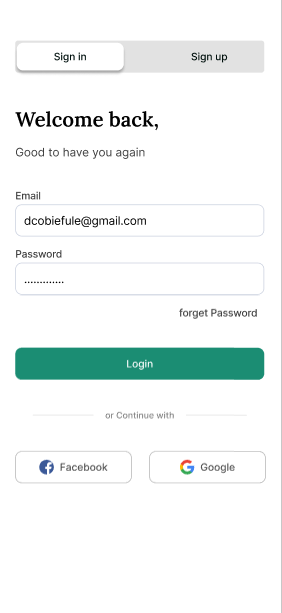 Sign in Sign up
Welcome back,
Good to have you again
Email
dcobiefule@gmail.com
Password
.............
forget Password
Login
or Continue with
Facebook Google